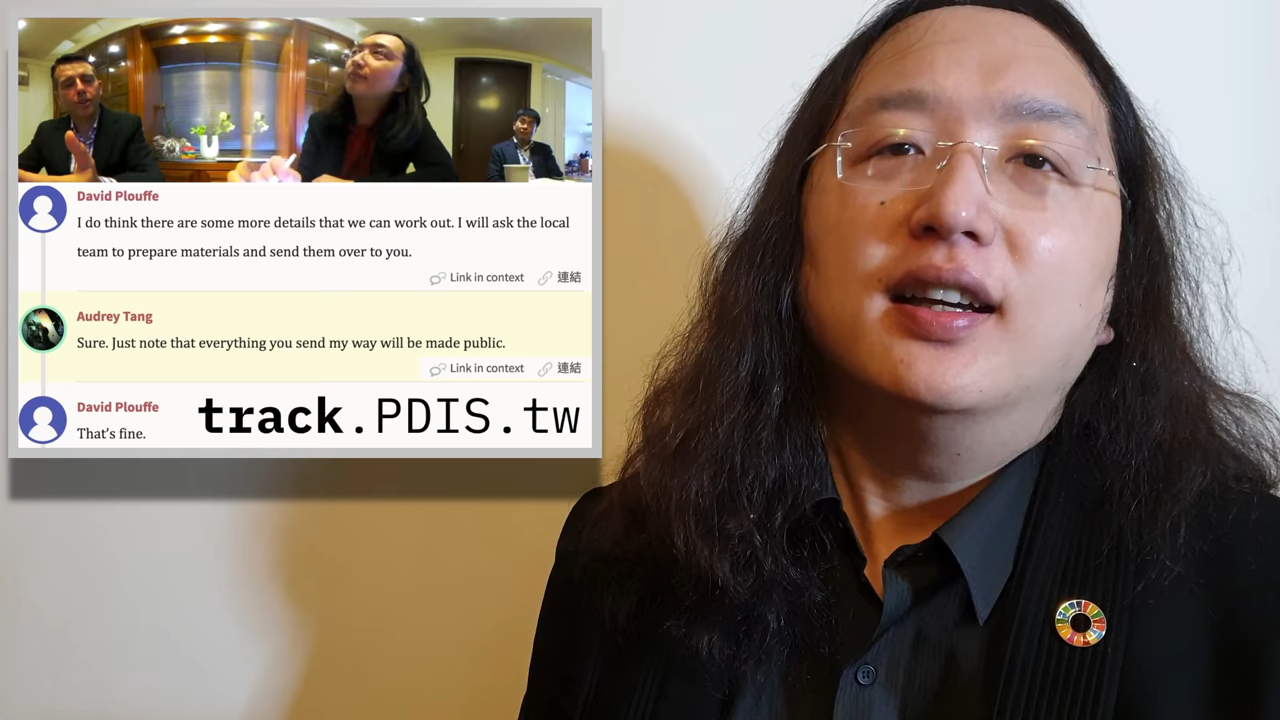 David Plouffe
I do think there are some more details that we can work out. I will ask the local
team to prepare materials and send them over to you.
Link in context 連結
Audrey Tang
Sure. Just note that everything you send my way will be made public.
Link in context 連結
David Plouffe
That's fine.
track.PDIS.tw